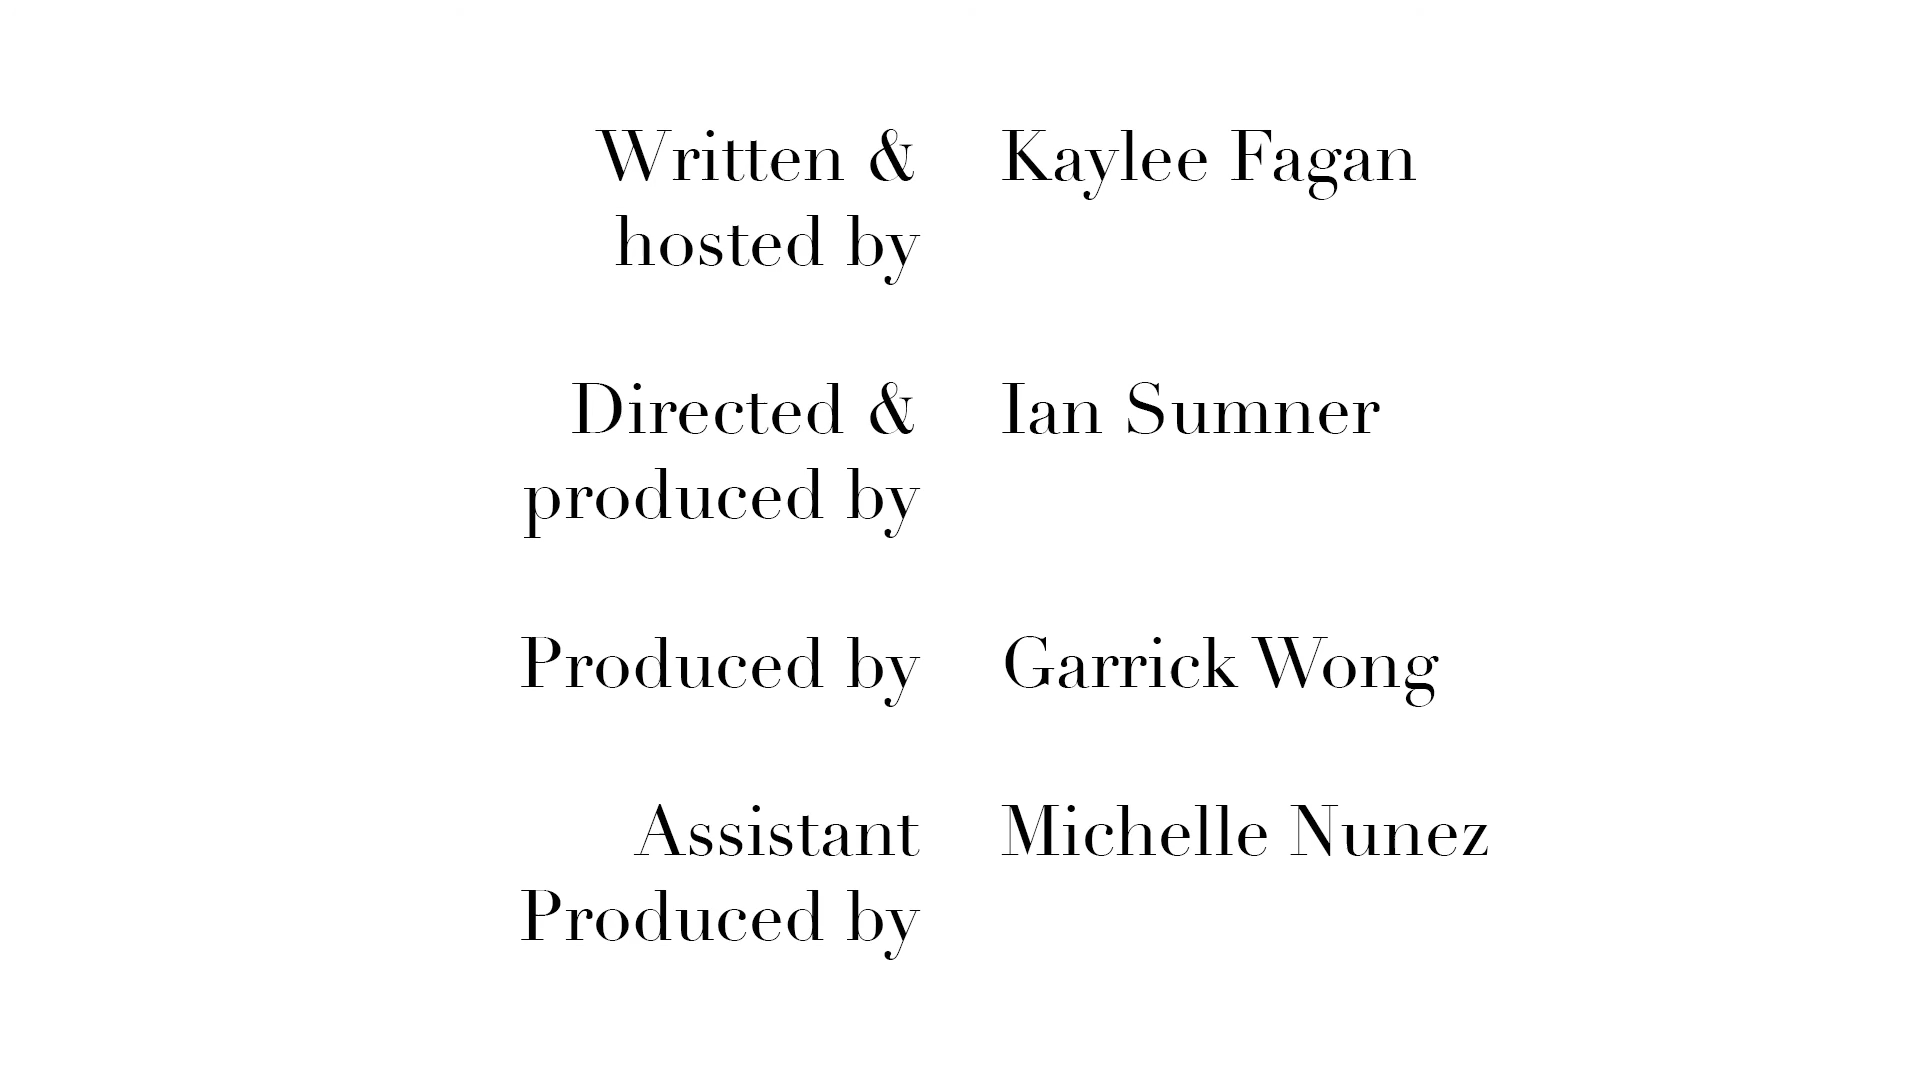 Written & Kaylee Fagan
hosted by
Directed & Ian Sumner
produced by
Produced by Garrick Wong
Assistant Michelle Nunez
Produced by